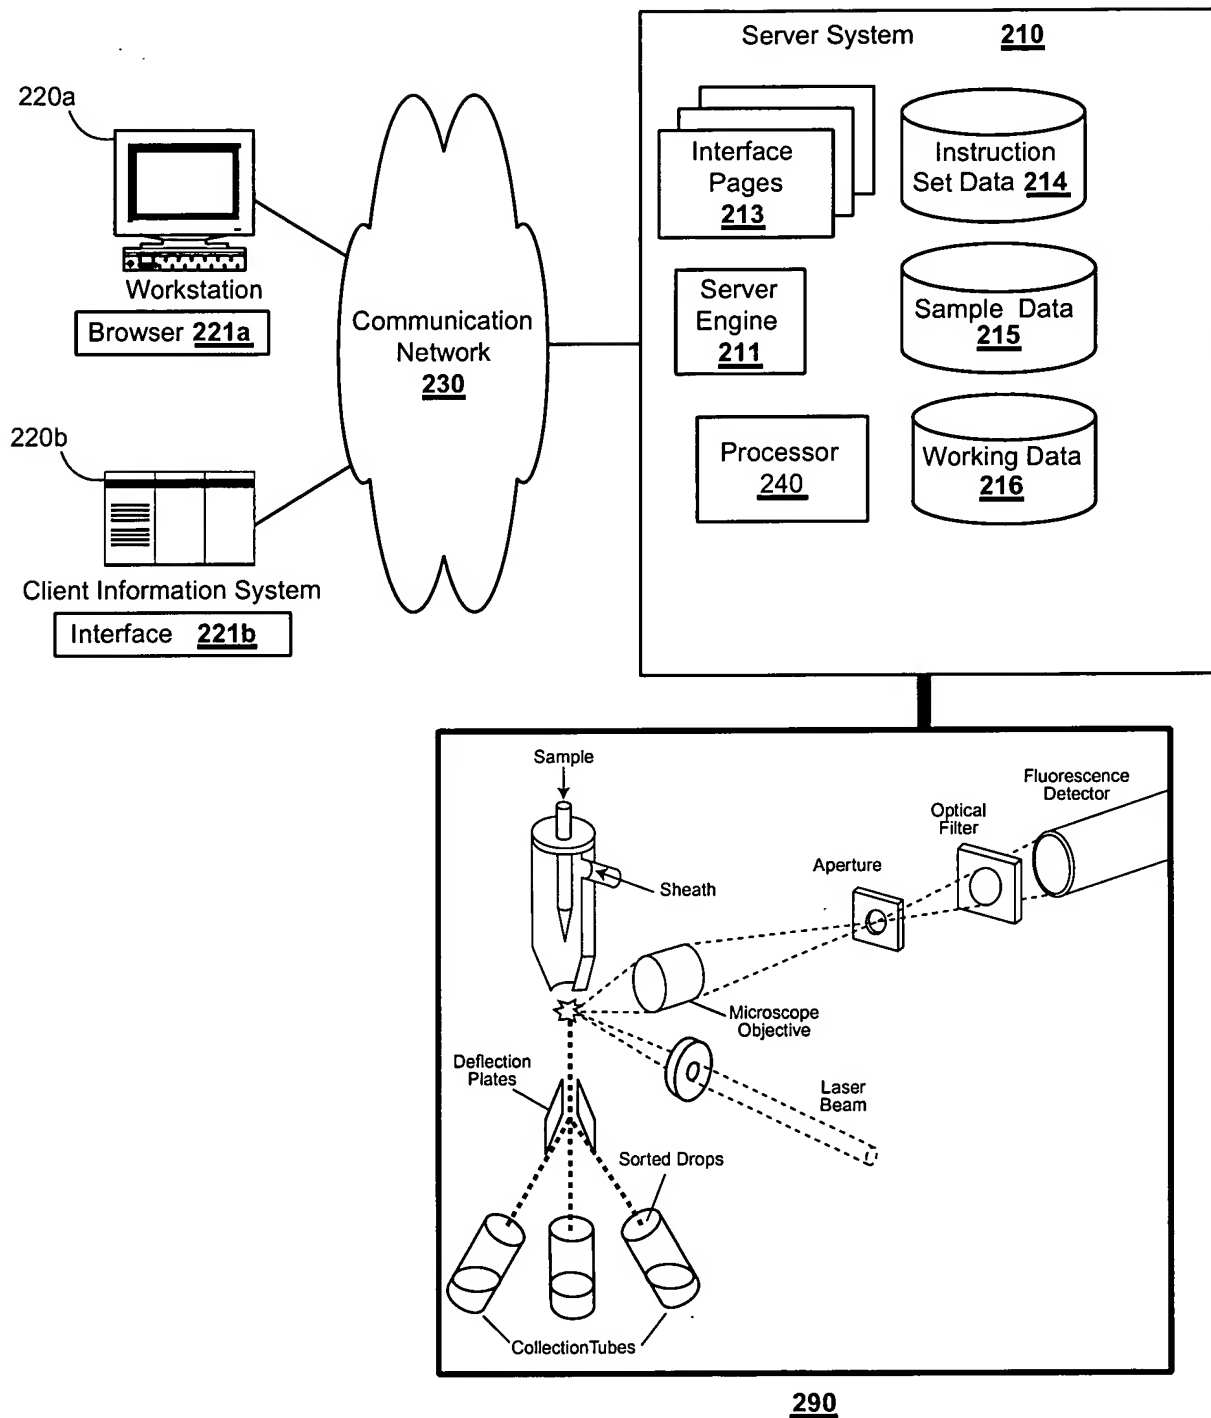 Server System 210
220a
Interface
Pages
213
Instruction
Set Data 214
Workstation
Browser 221a
Communication
Network
230
Server
Engine
211
Sample Data
215
220b
Processor
240
Working Data
216
Client Information System
Interface 221b
Sample
Fluorescence
Detector
Optical
Filter
Aperture
Sheath
Microscope
Objective
Deflection
Plates
Laser
Beam
Sorted Drops
CollectionTubes
290